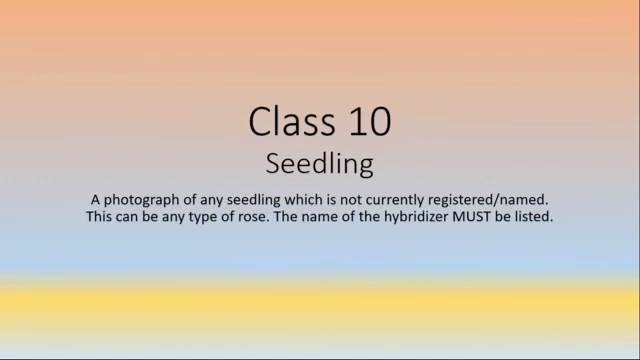 Class 10
Seedling
A photograph of any seedling which is not currently registered/named.
This can be any type of rose. The name of the hybridizer MUST be listed.